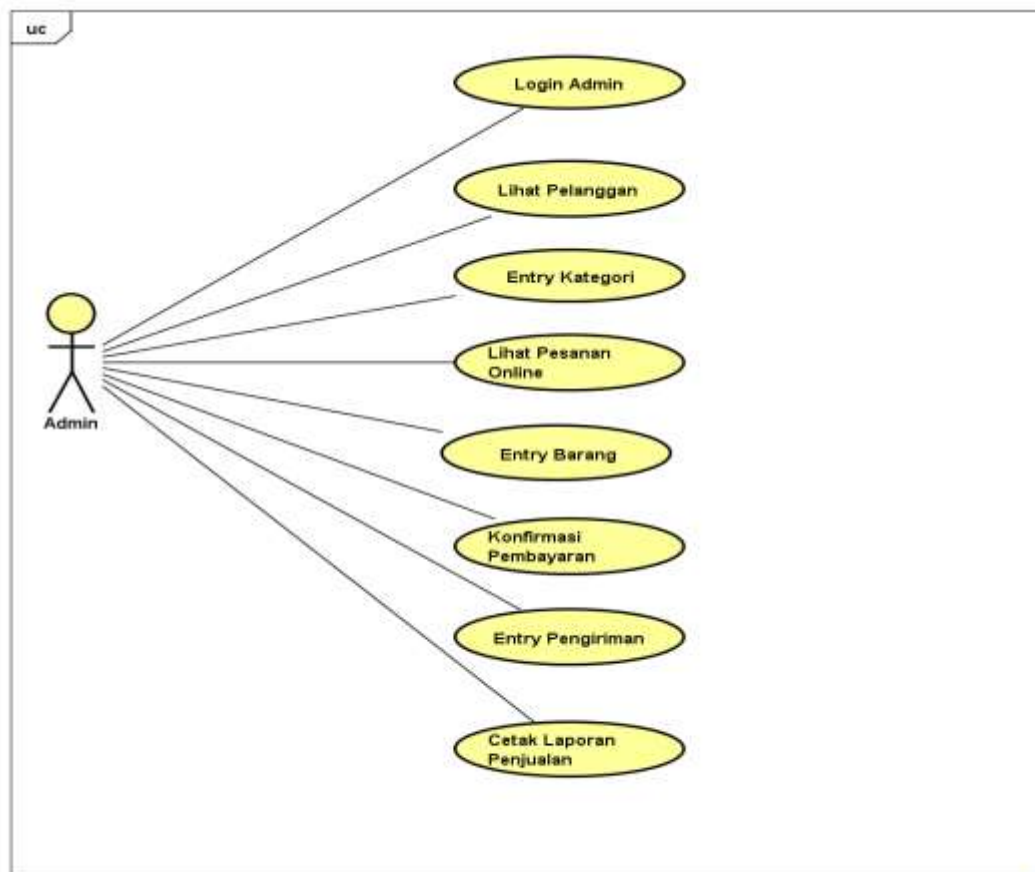 uc
Login Admin
Lihat Pelanggan
Entry Kategori
Lihat Pesanan
Online
Entry Barang
Admin
Konfirmasi
Pembayaran
Entry Pengiriman
Cetak Laporan
Penjualan